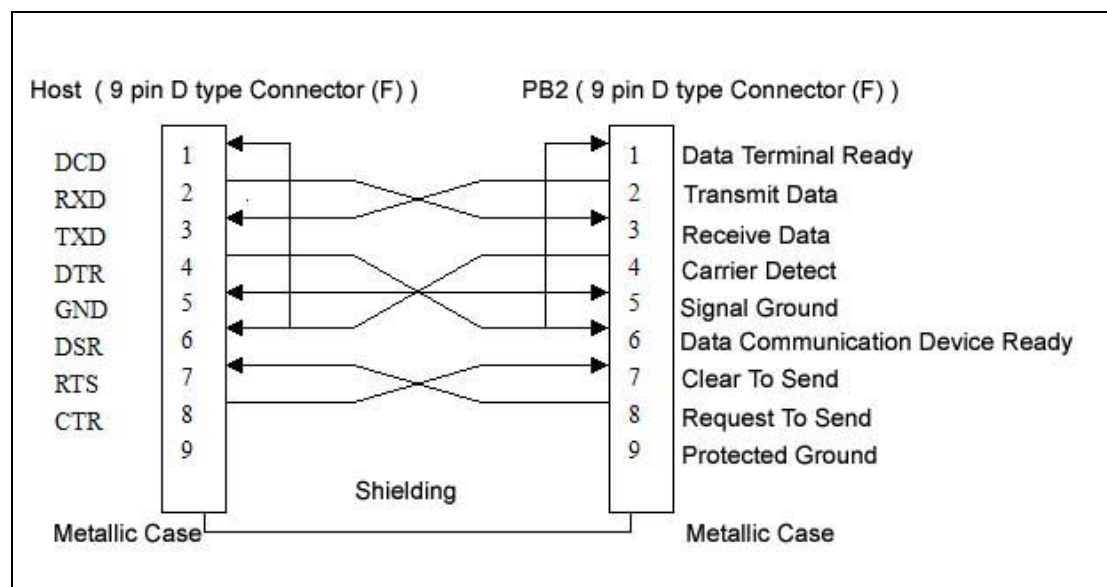 Host ( 9 pin D type Connector (F) )
PB2 ( 9 pin D type Connector (F) )
DCD 1
RXD 2
TXD 3
DTR 4
GND 5
DSR 6
RTS 7
CTR 8
9
1 Data Terminal Ready
2 Transmit Data
3 Receive Data
4 Carrier Detect
5 Signal Ground
6 Data Communication Device Ready
7 Clear To Send
8 Request To Send
9 Protected Ground
Shielding
Metallic Case
Metallic Case